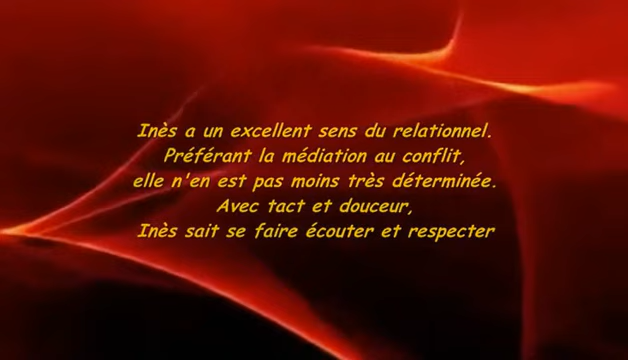 Inès a un excellent sens du relationnel.
Préférant la médiation au conflit,
elle n'en est pas moins très déterminée.
Avec tact et douceur,
Inès sait se faire écouter et respecter